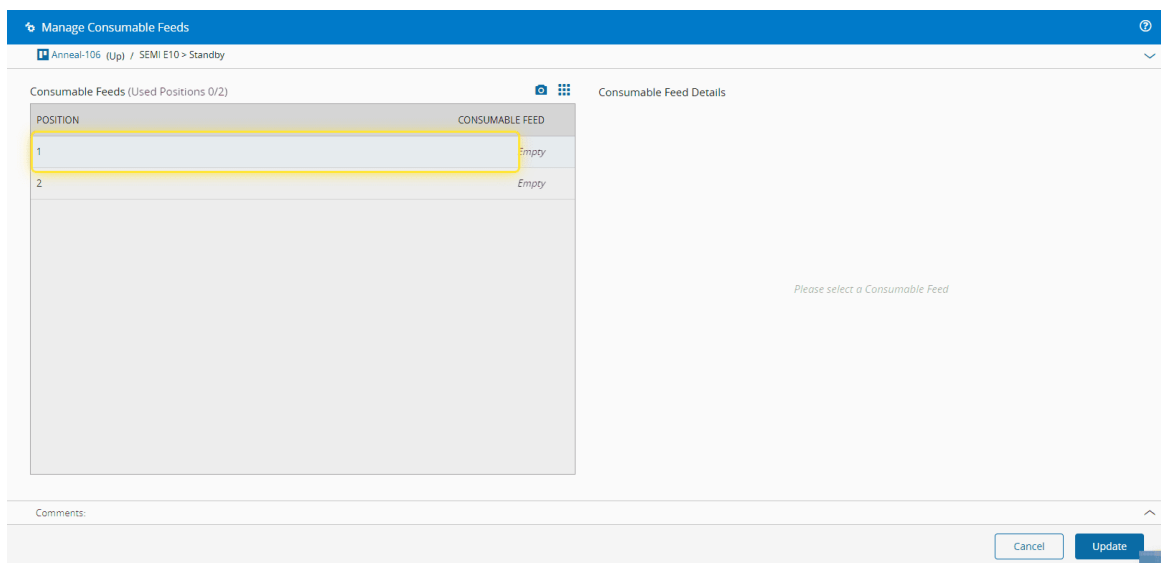 Manage Consumable Feeds
Anneal-106 (Up) / SEMI E10 > Standby
Consumable Feeds (Used Positions 0/2)
Consumable Feed Details
POSITION CONSUMABLE FEED
1 Empty
2 Empty
Please select a Consumable Feed
Comments:
Cancel Update